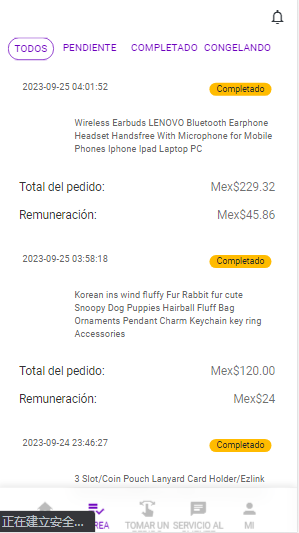 TODOS PENDIENTE COMPLETADO CONGELANDO
2023-09-25 04:01:52 Completado
Wireless Earbuds LENOVO Bluetooth Earphone
Headset Handsfree With Microphone for Mobile
Phones Iphone Ipad Laptop PC
Total del pedido: Mex$229.32
Remuneración: Mex$45.86
2023-09-25 03:58:18 Completado
Korean ins wind fluffy Fur Rabbit fur cute
Snoopy Dog Puppies Hairball Fluff Bag
Ornaments Pendant Charm Keychain key ring
Accessories
Total del pedido: Mex$120.00
Remuneración: Mex$24
2023-09-24 23:46:27 Completado
3 Slot/Coin Pouch Lanyard Card Holder/Ezlink
正在建立安全... REA TOMAR UN SERVICIO AL MI